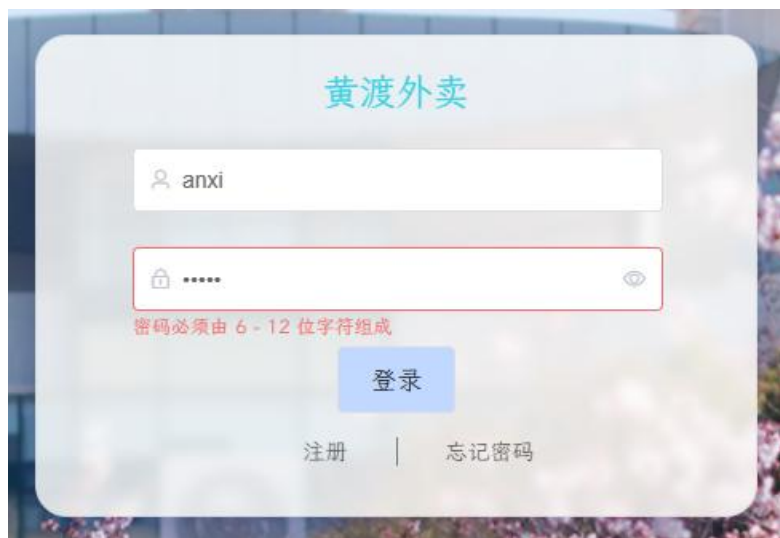 黄渡外卖
anxi
•••••
密码必须由 6 - 12 位字符组成
登录
注册 | 忘记密码